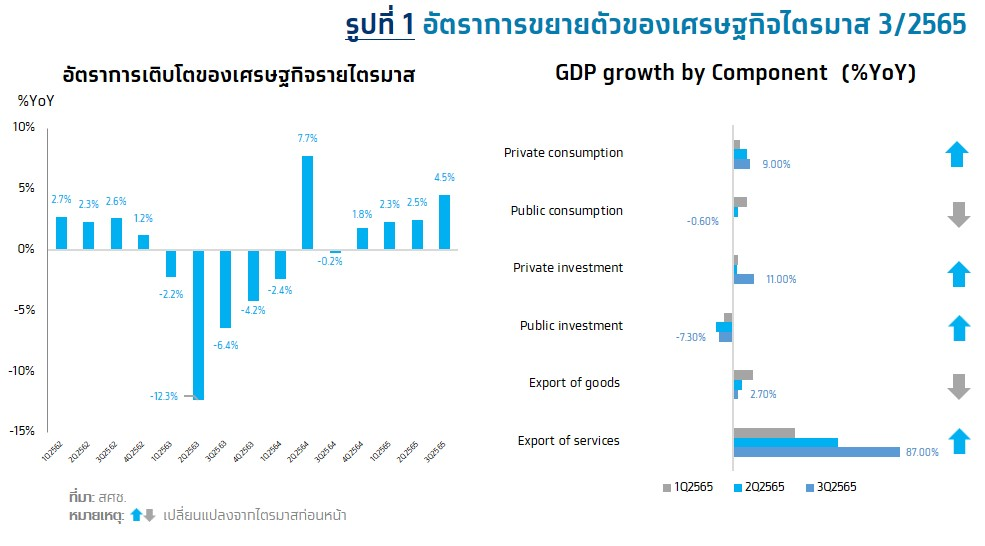 รูปที่ 1 อัตราการขยายตัวของเศรษฐกิจไตรมาส 3/2565
อัตราการเติบโตของเศรษฐกิจรายไตรมาส
%YoY
10%
5%
0%
-5%
-10%
-15%
2.7%
2.3%
2.6%
1.2%
-2.2%
-12.3%
-6.4%
-4.2%
-2.4%
7.7%
-0.2%
1.8%
2.3%
2.5%
4.5%
1Q2562
2Q2562
3Q2562
4Q2562
1Q2563
2Q2563
3Q2563
4Q2563
1Q2564
2Q2564
3Q2564
4Q2564
1Q2565
2Q2565
3Q2565
GDP growth by Component (%YoY)
Private consumption 9.00%
Public consumption -0.60%
Private investment 11.00%
Public investment -7.30%
Export of goods 2.70%
Export of services 87.00%
1Q2565 2Q2565 3Q2565
ที่มา: สศช.
หมายเหตุ: เปลี่ยนแปลงจากไตรมาสก่อนหน้า